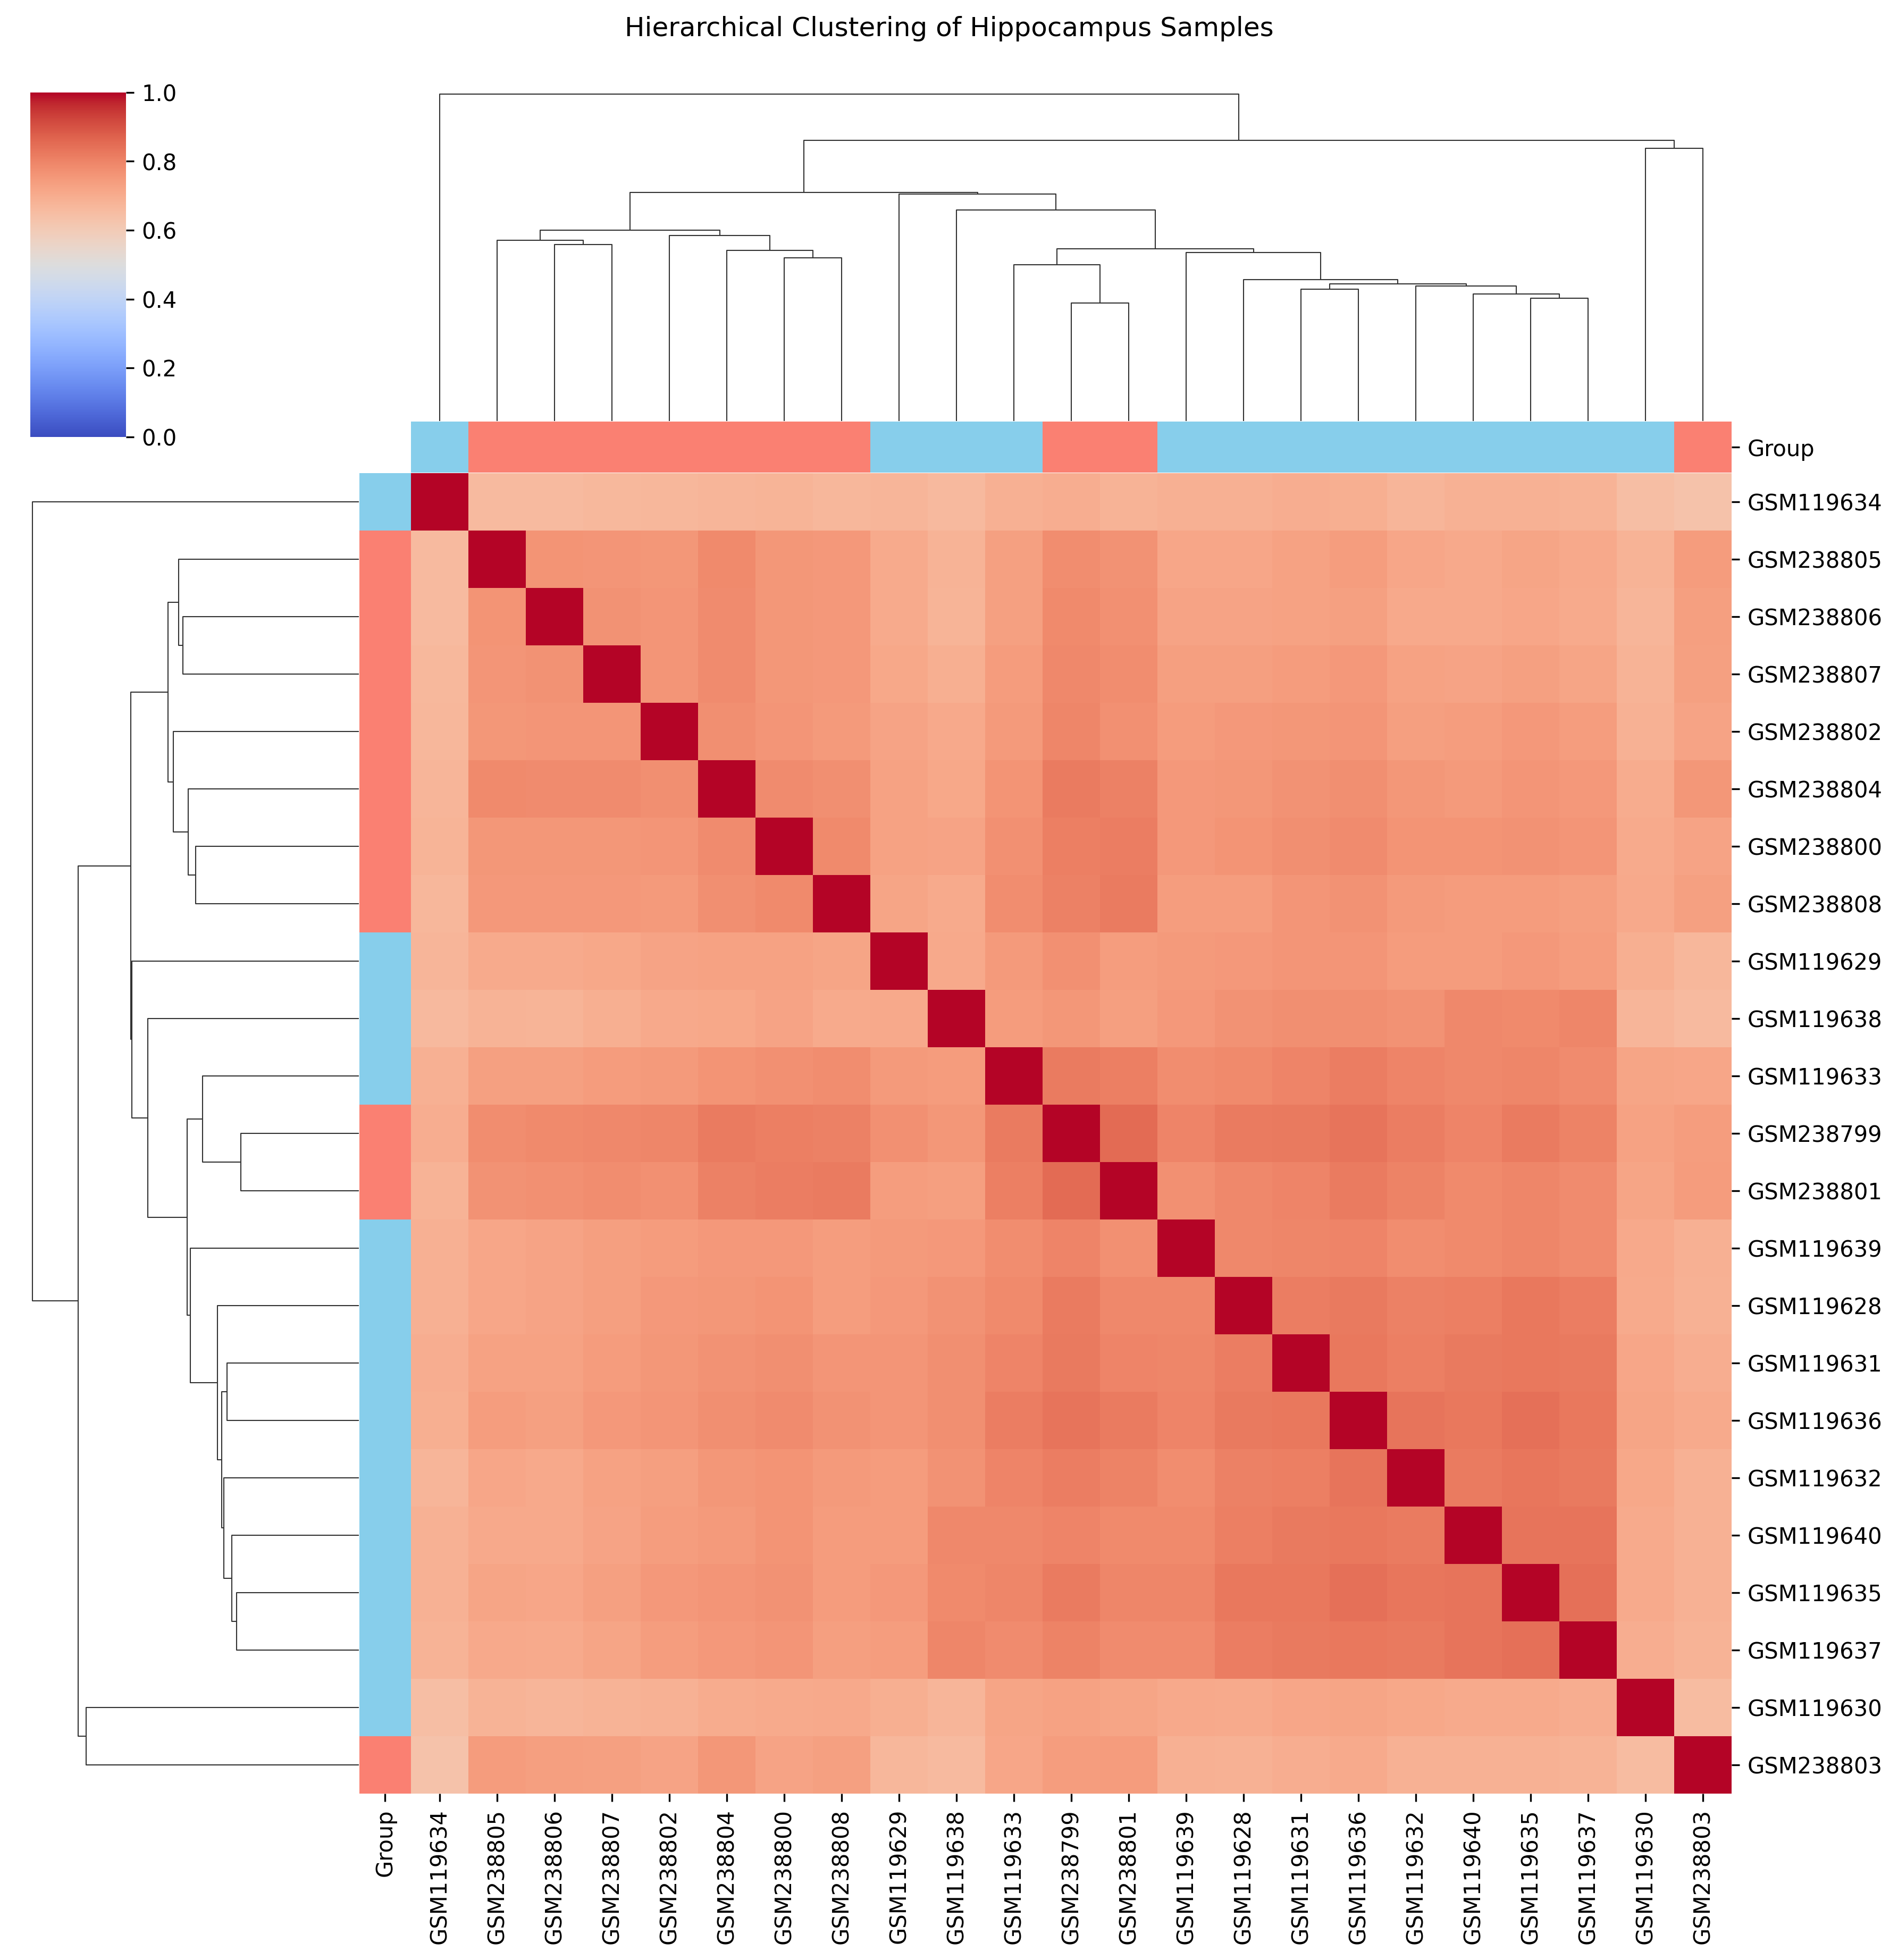 Hierarchical Clustering of Hippocampus Samples
1.0
0.8
0.6
0.4
0.2
0.0
Group
GSM119634
GSM238805
GSM238806
GSM238807
GSM238802
GSM238804
GSM238800
GSM238808
GSM119629
GSM119638
GSM119633
GSM238799
GSM238801
GSM119639
GSM119628
GSM119631
GSM119636
GSM119632
GSM119640
GSM119635
GSM119637
GSM119630
GSM238803
Group
GSM119634
GSM238805
GSM238806
GSM238807
GSM238802
GSM238804
GSM238800
GSM238808
GSM119629
GSM119638
GSM119633
GSM238799
GSM238801
GSM119639
GSM119628
GSM119631
GSM119636
GSM119632
GSM119640
GSM119635
GSM119637
GSM119630
GSM238803